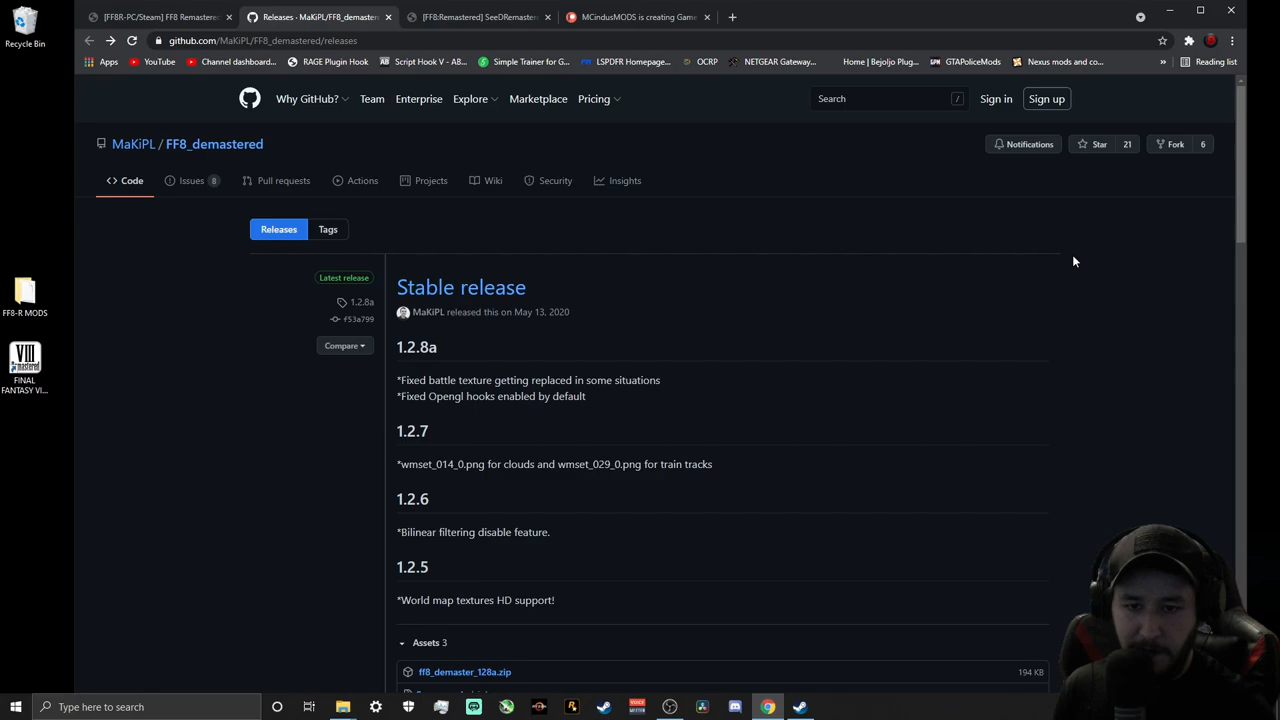 [FF8R-PC/Steam] FF8 Remastered
Releases · MaKiPL/FF8_demastered
[FF8:Remastered] SeeDRemaster
MCindusMODS is creating Game
github.com/MaKiPL/FF8_demastered/releases
Apps
YouTube
Channel dashboard...
RAGE Plugin Hook
Script Hook V - AB...
Simple Trainer for G...
LSPDFR Homepage...
OCRP
NETGEAR Gateway...
Home | Bejoljo Plug...
GTAPoliceMods
Nexus mods and co...
Reading list
Why GitHub?
Team
Enterprise
Explore
Marketplace
Pricing
Search
/
Sign in
Sign up
MaKiPL / FF8_demastered
Notifications
Star 21
Fork 6
Code
Issues 8
Pull requests
Actions
Projects
Wiki
Security
Insights
Releases
Tags
Latest release
1.2.8a
f53a799
Compare
Stable release
MaKiPL released this on May 13, 2020
1.2.8a
*Fixed battle texture getting replaced in some situations
*Fixed Opengl hooks enabled by default
1.2.7
*wmset_014_0.png for clouds and wmset_029_0.png for train tracks
1.2.6
*Bilinear filtering disable feature.
1.2.5
*World map textures HD support!
Assets 3
ff8_demaster_128a.zip
194 KB
Recycle Bin
FF8-R MODS
VIII
FINAL
FANTASY VI...
Type here to search